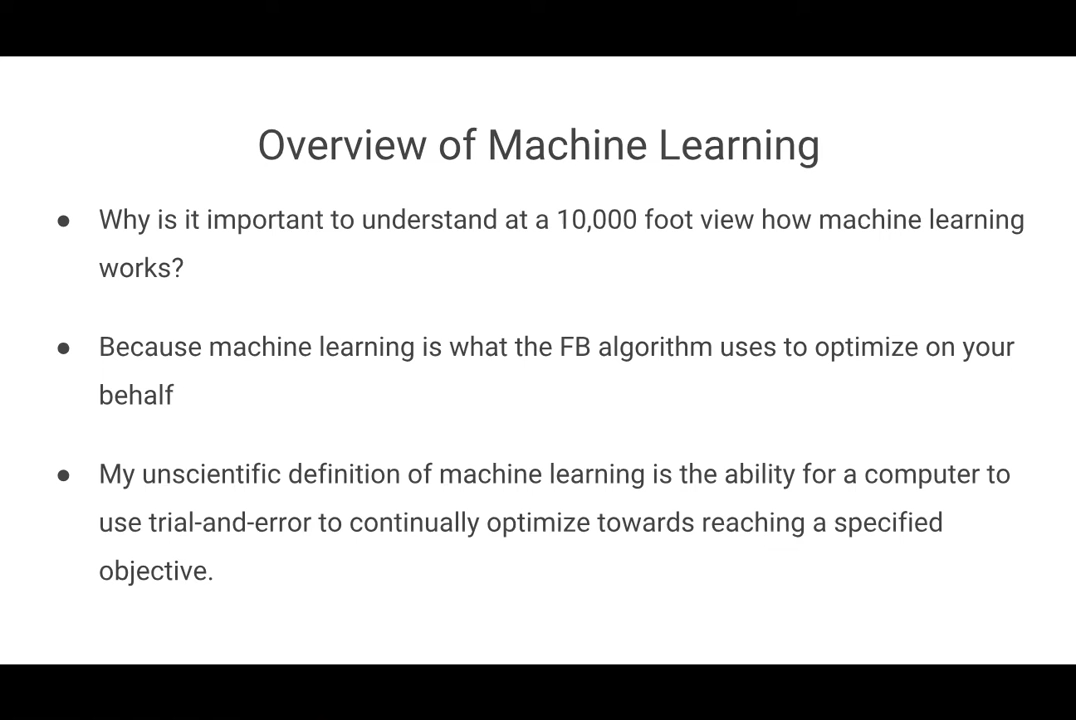 Overview of Machine Learning
● Why is it important to understand at a 10,000 foot view how machine learning
works?
● Because machine learning is what the FB algorithm uses to optimize on your
behalf
● My unscientific definition of machine learning is the ability for a computer to
use trial-and-error to continually optimize towards reaching a specified
objective.